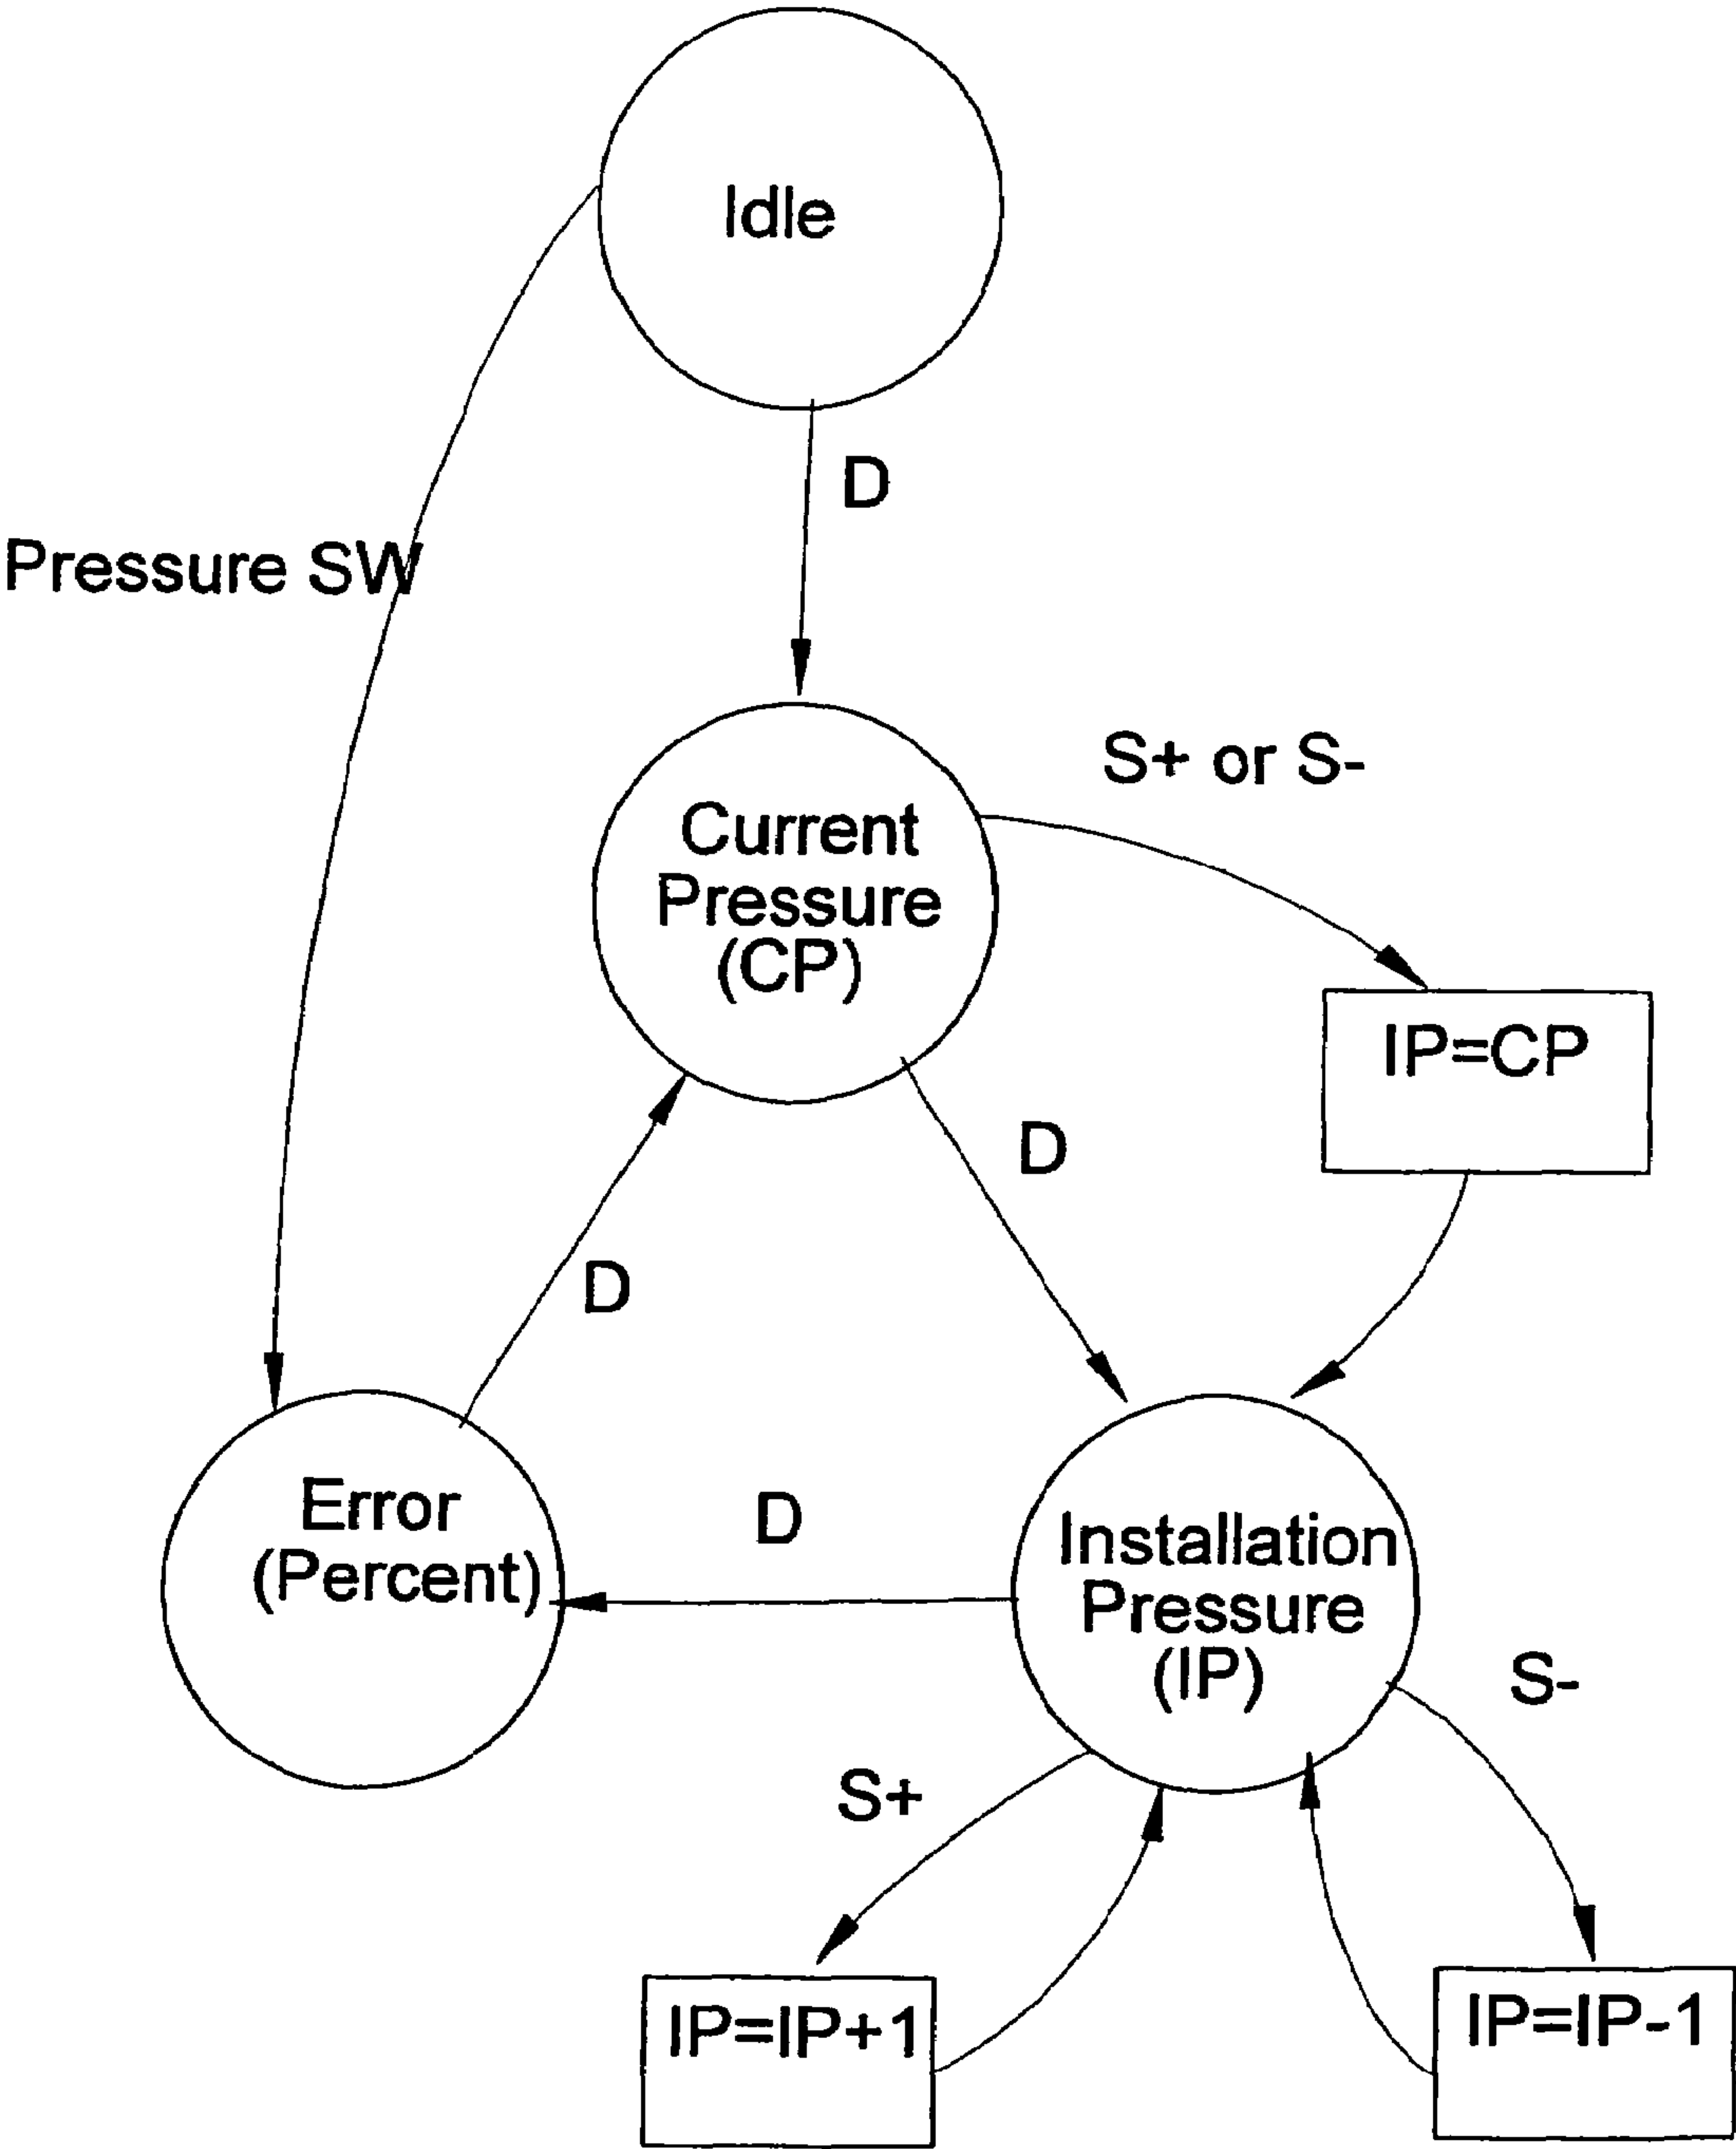 Idle
D
Pressure SW
S+ or S-
Current
Pressure
(CP)
IP=CP
D
D
Error
(Percent)
D
Installation
Pressure
(IP)
S-
S+
IP=IP+1
IP=IP-1